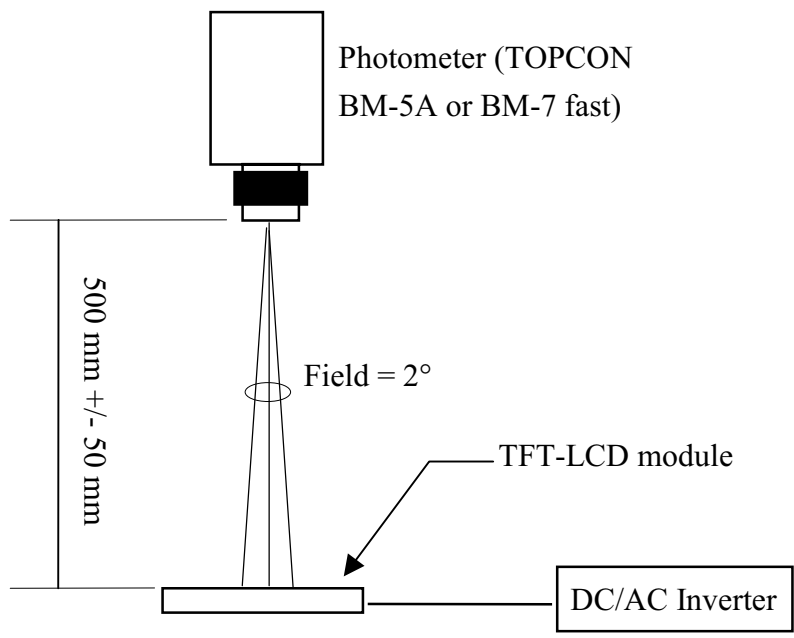 Photometer (TOPCON
BM-5A or BM-7 fast)
500 mm +/- 50 mm
Field = 2°
TFT-LCD module
DC/AC Inverter